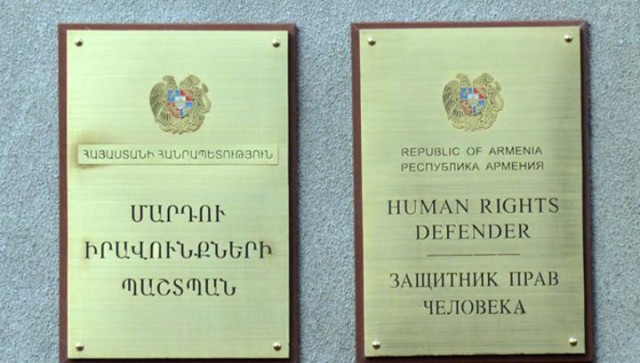 ՀԱՅԱՍՏԱՆԻ ՀԱՆՐԱՊԵՏՈՒԹՅՈՒՆ
ՄԱՐԴՈՒ
ԻՐԱՎՈՒՆՔՆԵՐԻ
ՊԱՇՏՊԱՆ
REPUBLIC OF ARMENIA
РЕСПУБЛИКА АРМЕНИЯ
HUMAN RIGHTS
DEFENDER
ЗАЩИТНИК ПРАВ
ЧЕЛОВЕКА